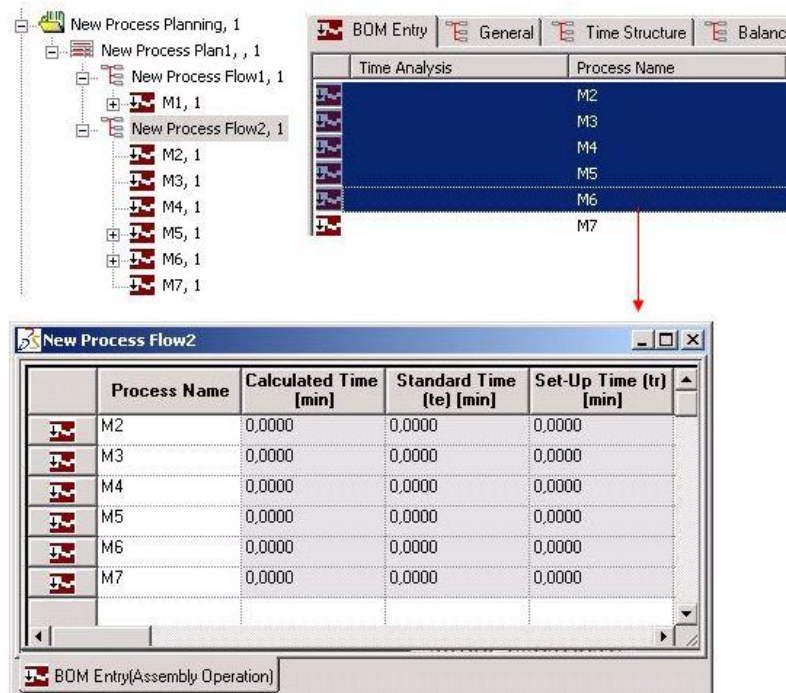 New Process Planning, 1
New Process Plan1, , 1
New Process Flow1, 1
M1, 1
New Process Flow2, 1
M2, 1
M3, 1
M4, 1
M5, 1
M6, 1
M7, 1
BOM Entry General Time Structure Balanc
Time Analysis Process Name
M2
M3
M4
M5
M6
M7
New Process Flow2
Process Name Calculated Time [min] Standard Time (te) [min] Set-Up Time (tr) [min]
M2 0,0000 0,0000 0,0000
M3 0,0000 0,0000 0,0000
M4 0,0000 0,0000 0,0000
M5 0,0000 0,0000 0,0000
M6 0,0000 0,0000 0,0000
M7 0,0000 0,0000 0,0000
BOM Entry(Assembly Operation)